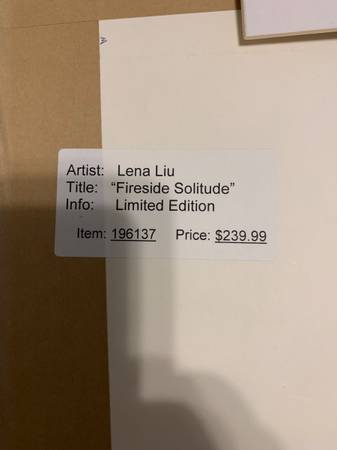 Artist: Lena Liu
Title: “Fireside Solitude”
Info: Limited Edition
Item: 196137 Price: $239.99